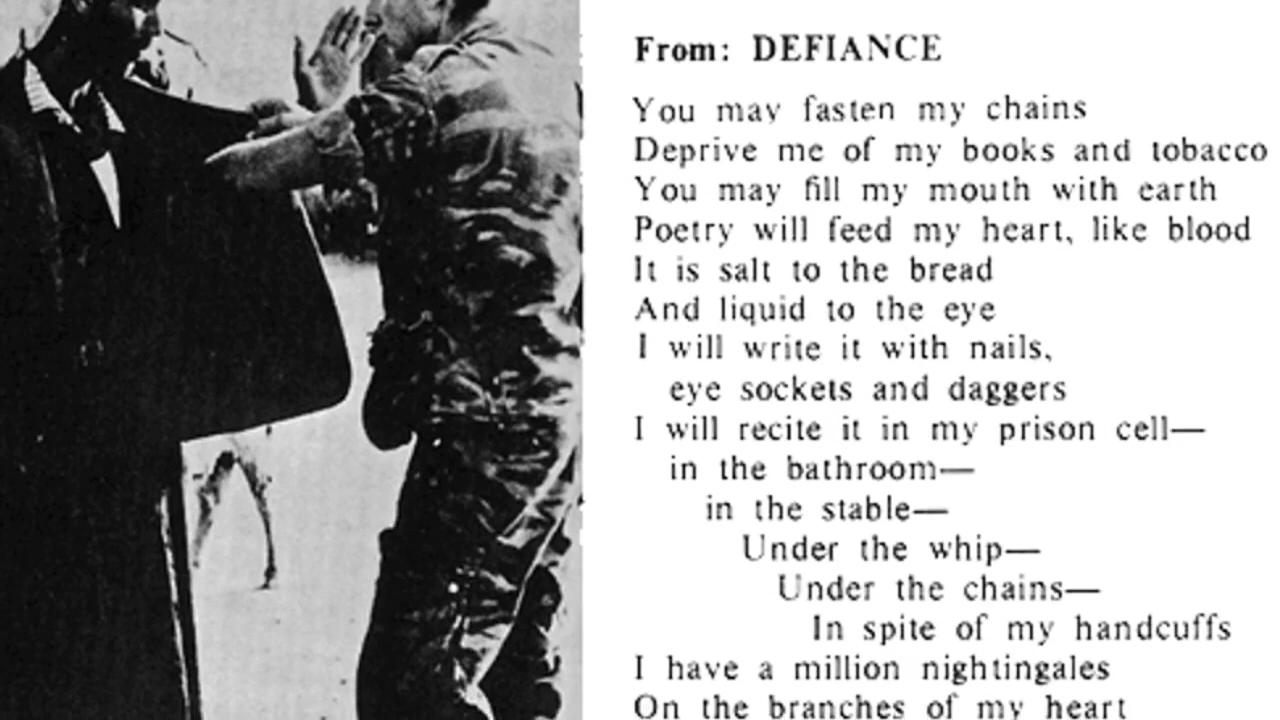 From: DEFIANCE
You may fasten my chains
Deprive me of my books and tobacco
You may fill my mouth with earth
Poetry will feed my heart, like blood
It is salt to the bread
And liquid to the eye
I will write it with nails,
eye sockets and daggers
I will recite it in my prison cell—
in the bathroom—
in the stable—
Under the whip—
Under the chains—
In spite of my handcuffs
I have a million nightingales
On the branches of my heart